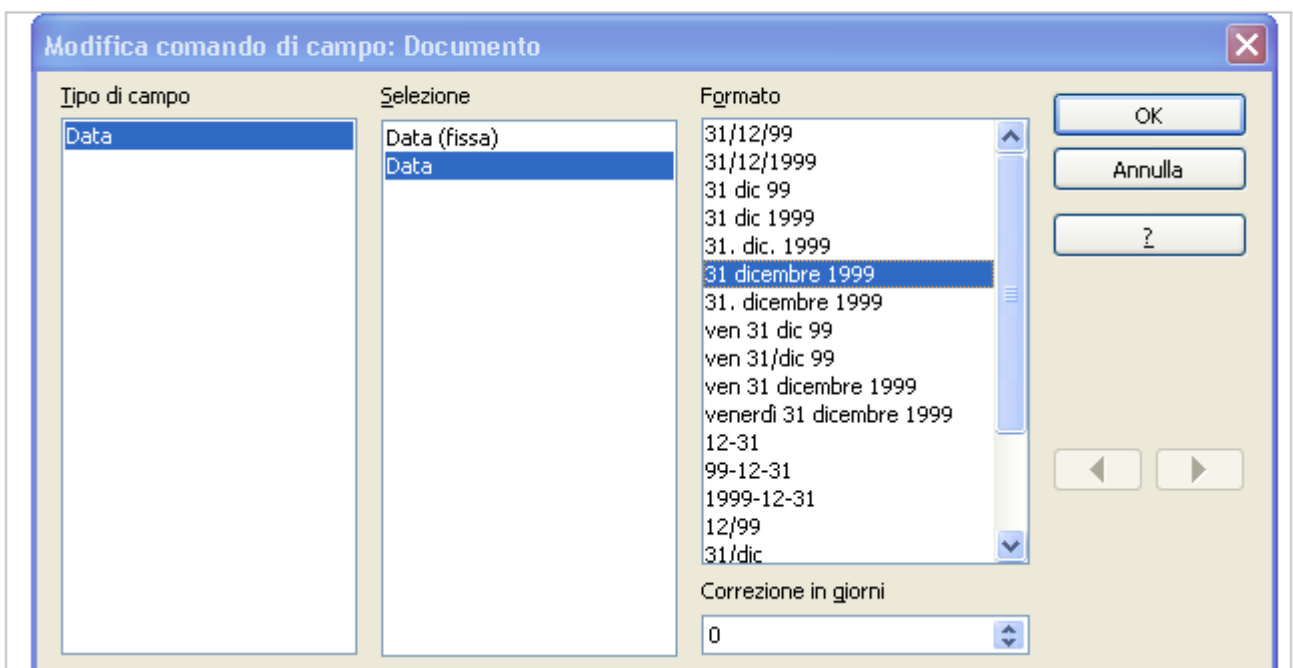 Modifica comando di campo: Documento
Tipo di campo
Data
Selezione
Data (fissa)
Data
Formato
31/12/99
31/12/1999
31 dic 99
31 dic 1999
31. dic. 1999
31 dicembre 1999
31. dicembre 1999
ven 31 dic 99
ven 31/dic 99
ven 31 dicembre 1999
venerdì 31 dicembre 1999
12-31
99-12-31
1999-12-31
12/99
31/dic
Correzione in giorni
0
OK
Annulla
?